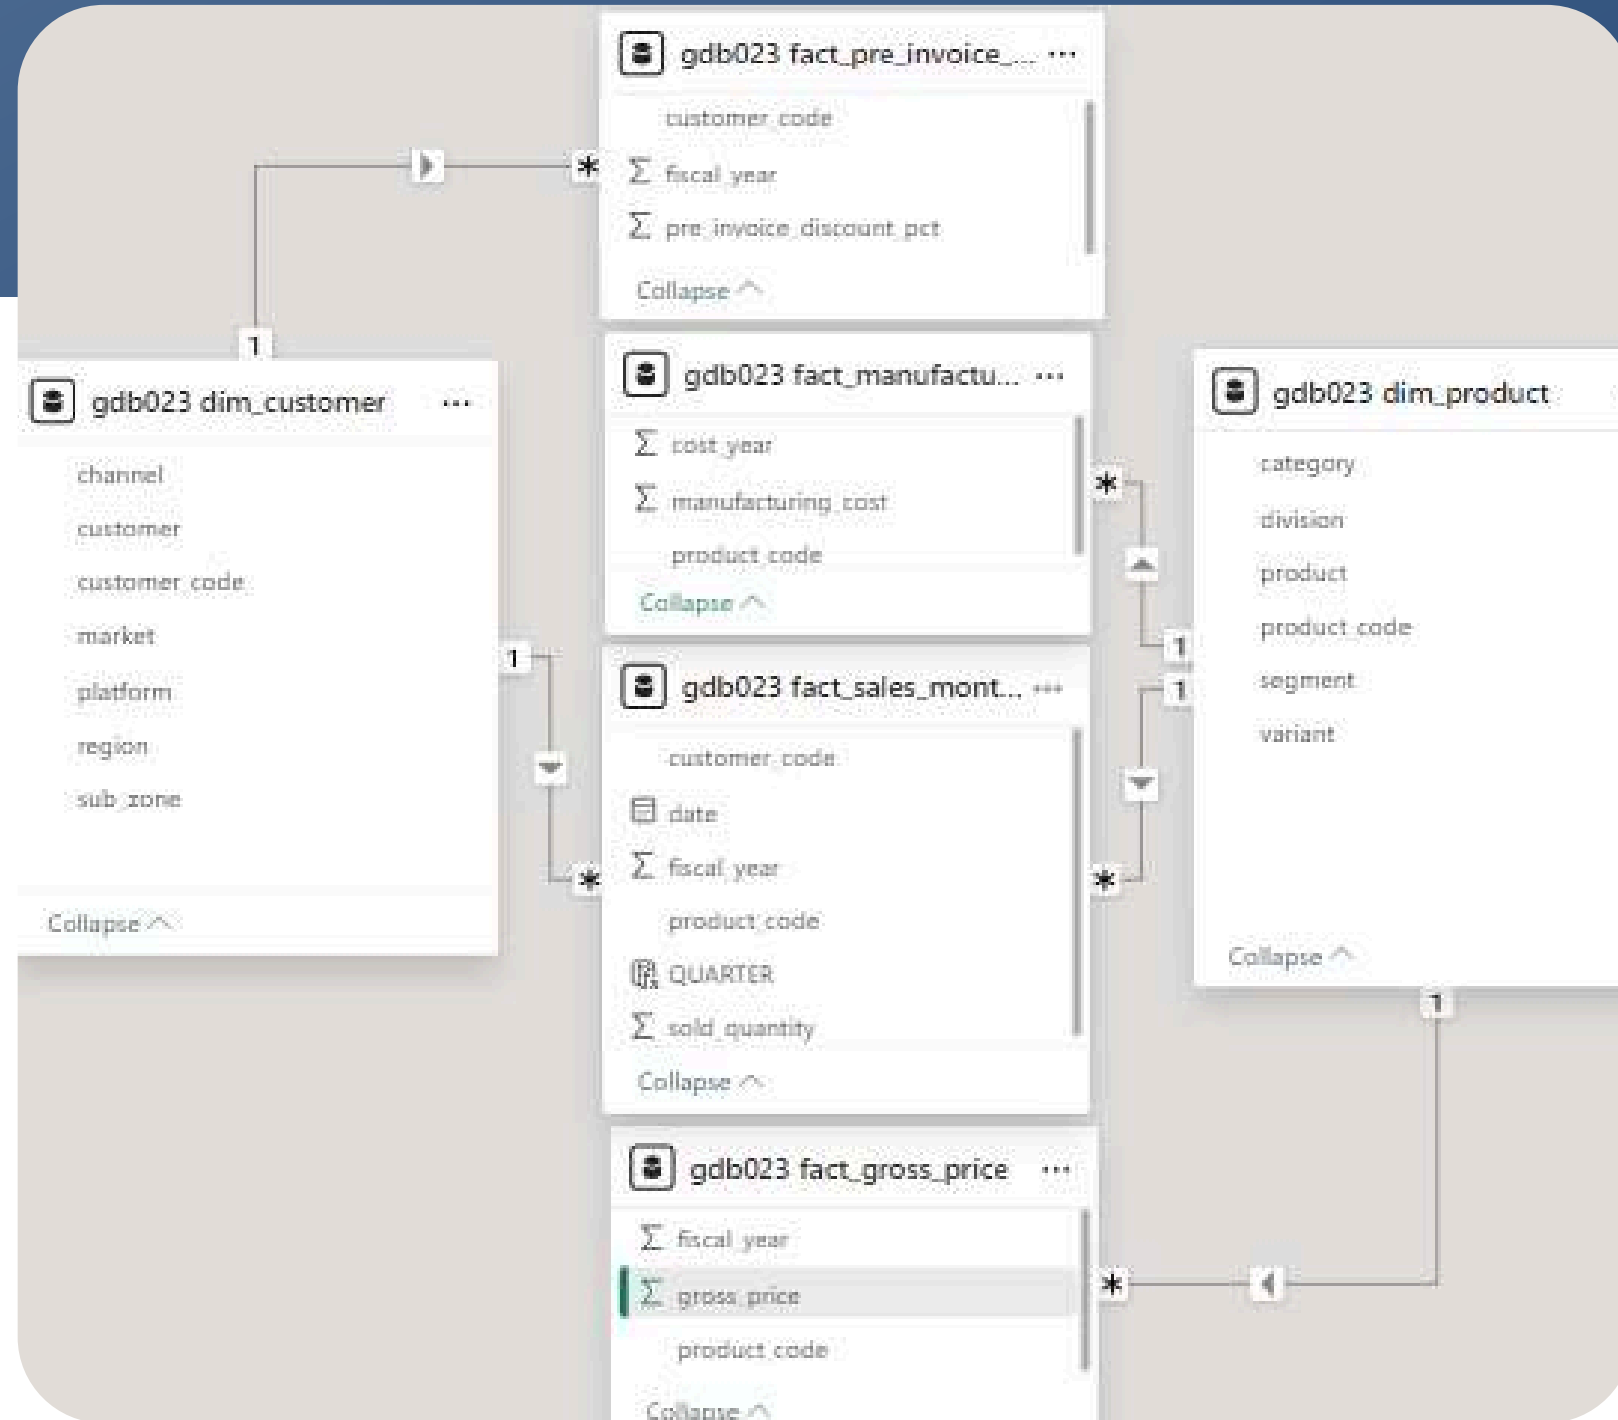 gdb023 fact_pre_invoice_... ...
customer_code
*
Σ fiscal_year
Σ pre_invoice_discount_pct
Collapse
1
gdb023 dim_customer ...
channel
customer
customer_code
market
platform
region
sub_zone
Collapse
1
*
gdb023 fact_manufactu... ...
Σ cost_year
Σ manufacturing_cost
product_code
Collapse
*
gdb023 fact_sales_mont... ...
customer_code
date
Σ fiscal_year
product_code
QUARTER
Σ sold_quantity
Collapse
*
gdb023 dim_product
category
division
product
product_code
segment
variant
Collapse
1
1
1
gdb023 fact_gross_price ...
Σ fiscal_year
Σ gross_price
product_code
Collapse
*